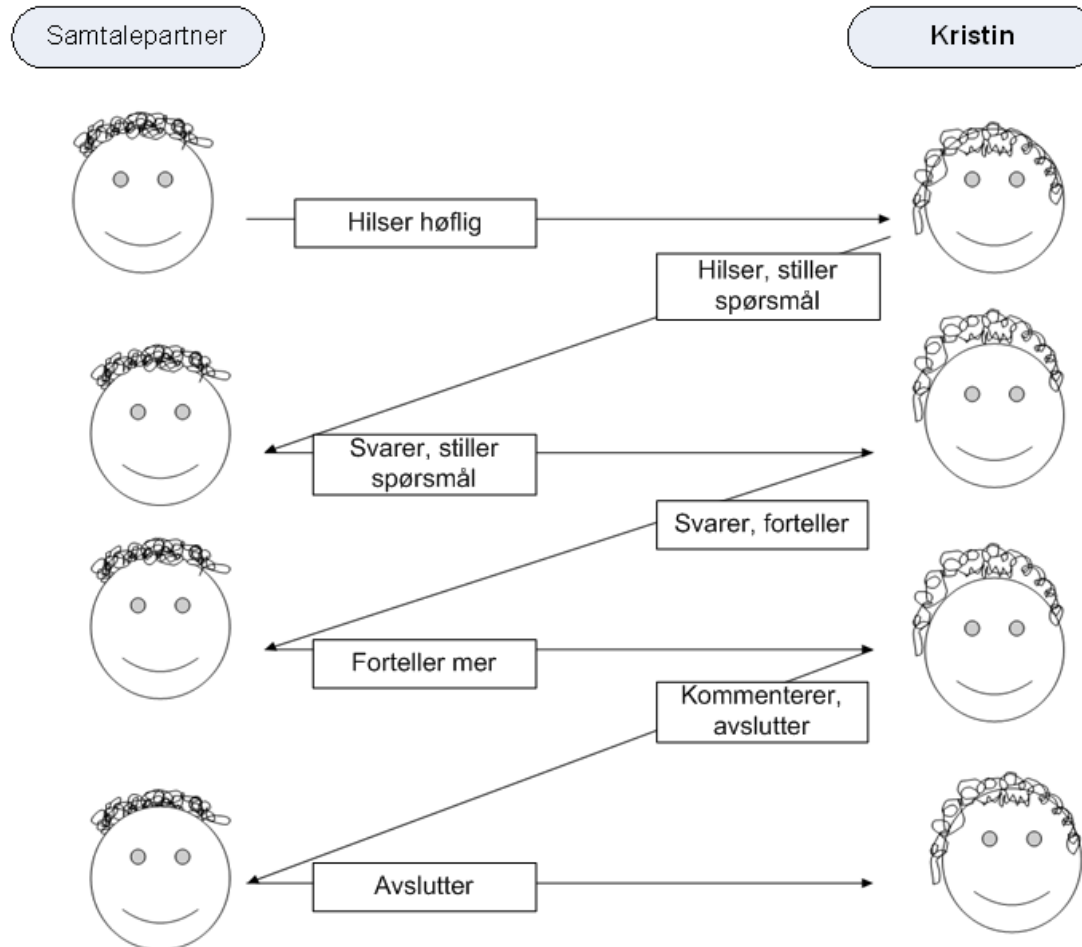 Samtalepartner
Kristin
Hilser høflig
Hilser, stiller
spørsmål
Svarer, stiller
spørsmål
Svarer, forteller
Forteller mer
Kommenterer,
avslutter
Avslutter